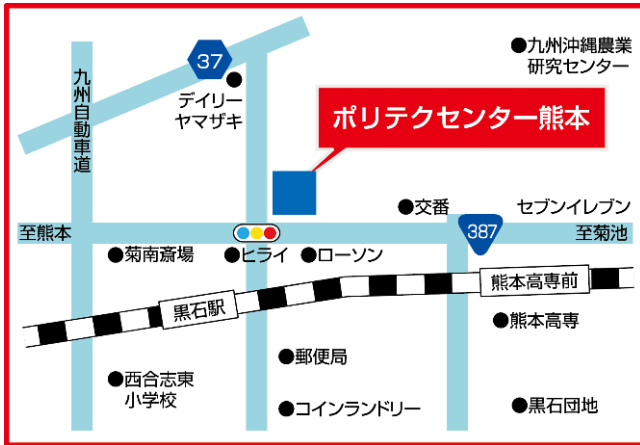 37
●九州沖縄農業
研究センター
九州自動車道
●
デイリー
ヤマザキ
ポリテクセンター熊本
●交番
セブンイレブン
至熊本
387
至菊池
●菊南斎場
●ヒライ
●ローソン
黒石駅
熊本高専前
●熊本高専
●郵便局
●西合志東
小学校
●コインランドリー
●黒石団地